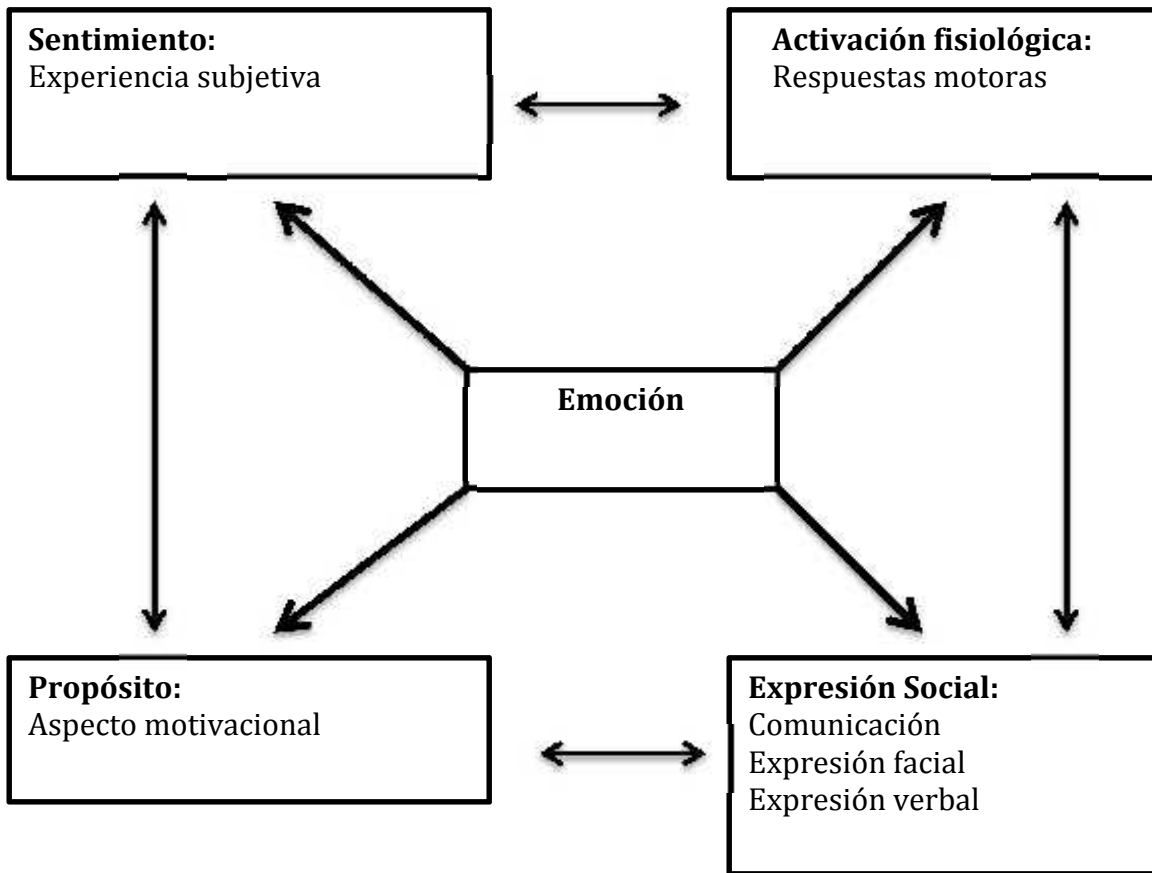 Sentimiento:
Experiencia subjetiva
Activación fisiológica:
Respuestas motoras
Emoción
Propósito:
Aspecto motivacional
Expresión Social:
Comunicación
Expresión facial
Expresión verbal